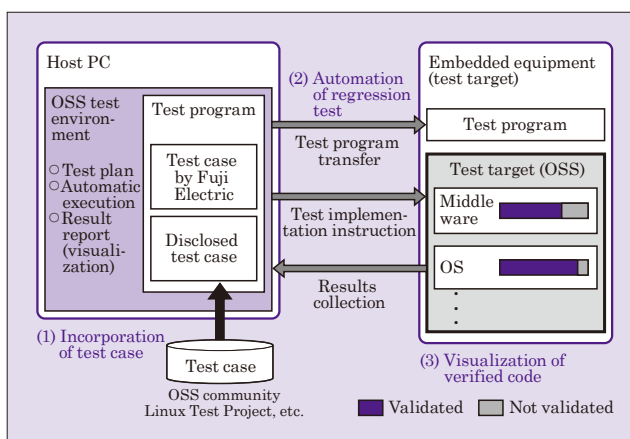 Host PC
OSS test
environ-
ment
○ Test plan
○ Automatic
execution
○ Result
report
(visuali-
zation)
Test program
Test case
by Fuji
Electric
Disclosed
test case
(1) Incorporation
of test case
Test case
OSS community
Linux Test Project, etc.
(2) Automation
of regression
test
Test program
transfer
Test implemen-
tation instruction
Results
collection
Embedded equipment
(test target)
Test program
Test target (OSS)
Middle
ware
OS
(3) Visualization of
verified code
Validated
Not validated